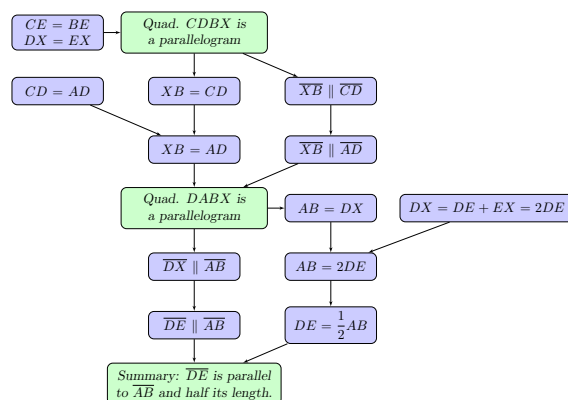 CE = BE
DX = EX
Quad. CDBX is
a parallelogram
CD = AD
XB = CD
XB ∥ CD
XB = AD
XB ∥ AD
Quad. DABX is
a parallelogram
AB = DX
DX = DE + EX = 2DE
DX ∥ AB
AB = 2DE
DE ∥ AB
DE = 1/2 AB
Summary: DE is parallel
to AB and half its length.